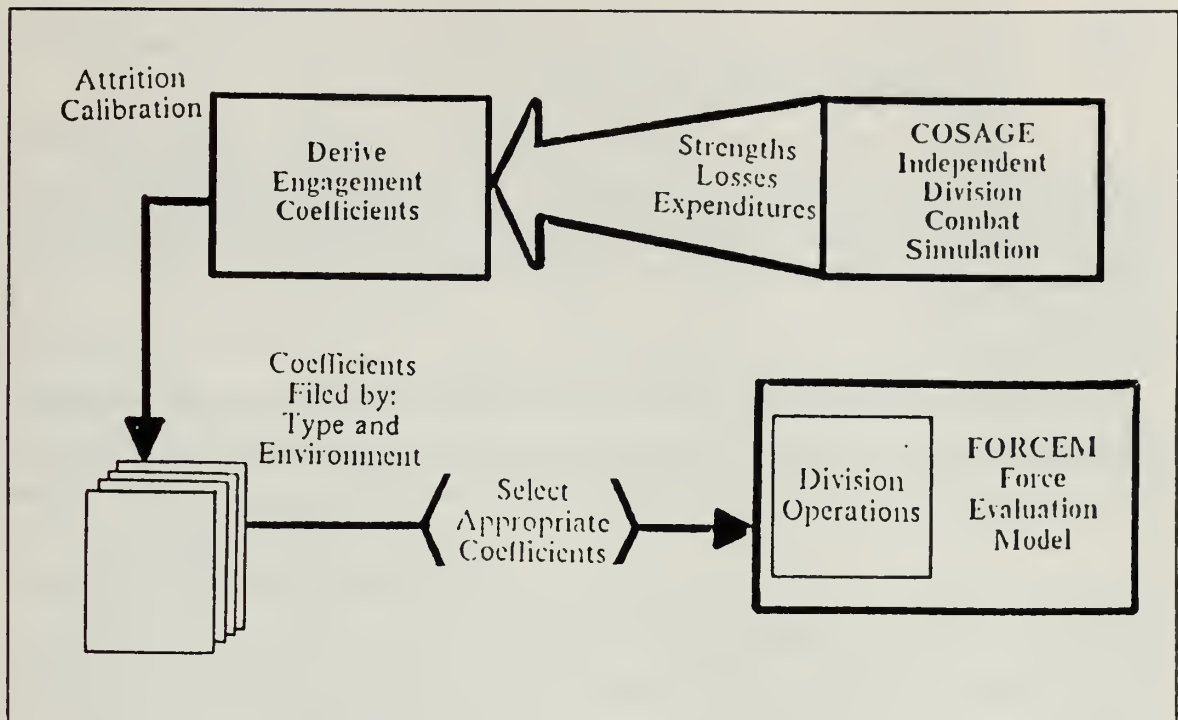 Attrition
Calibration
Derive
Engagement
Coefficients
Strengths
Losses
Expenditures
COSAGE
Independent
Division
Combat
Simulation
Coefficients
Filed by:
Type and
Environment
Select
Appropriate
Coefficients
Division
Operations
FORCEM
Force
Evaluation
Model